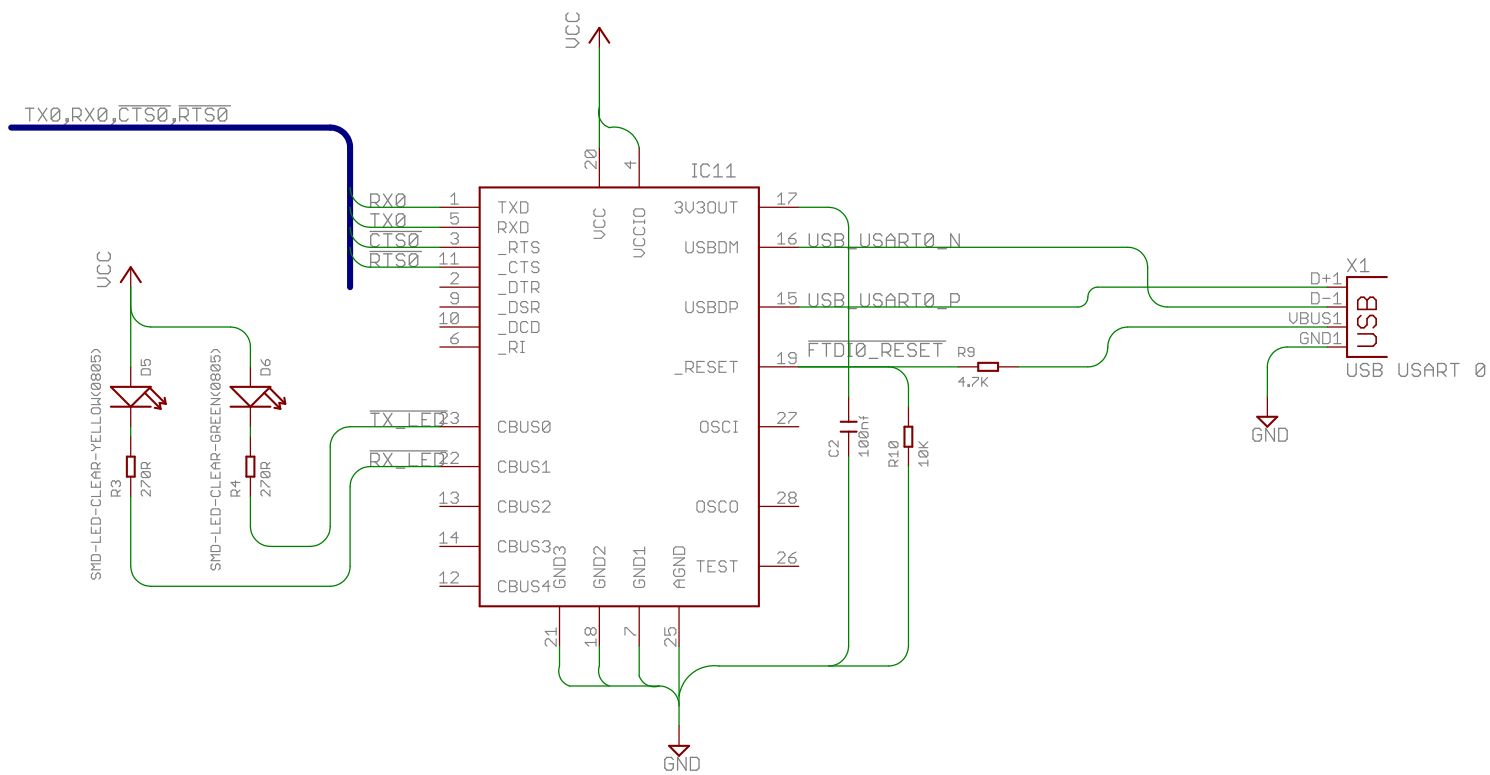 VCC
TX0,RX0,CTS0,RTS0
20
4
IC11
RX0
1
TXD
VCC
VCCIO
3V3OUT
17
TX0
5
RXD
CTS0
3
_RTS
USBDM
16
USB_USART0_N
RTS0
11
_CTS
VCC
2
_DTR
X1
D+1
9
_DSR
USBDP
15
USB_USART0_P
D-1
USB
10
_DCD
VBUS1
6
_RI
GND1
FTDI0_RESET
R9
4.7K
_RESET
19
USB USART 0
D5
D6
SMD-LED-CLEAR-YELLOW(0805)
SMD-LED-CLEAR-GREEN(0805)
TX_LED
23
CBUS0
OSCI
27
C2
100nf
R10
10K
GND
RX_LED
22
CBUS1
R3
270R
R4
270R
13
CBUS2
OSCO
28
14
CBUS3
GND3
GND2
GND1
AGND
TEST
26
12
CBUS4
21
18
7
25
GND